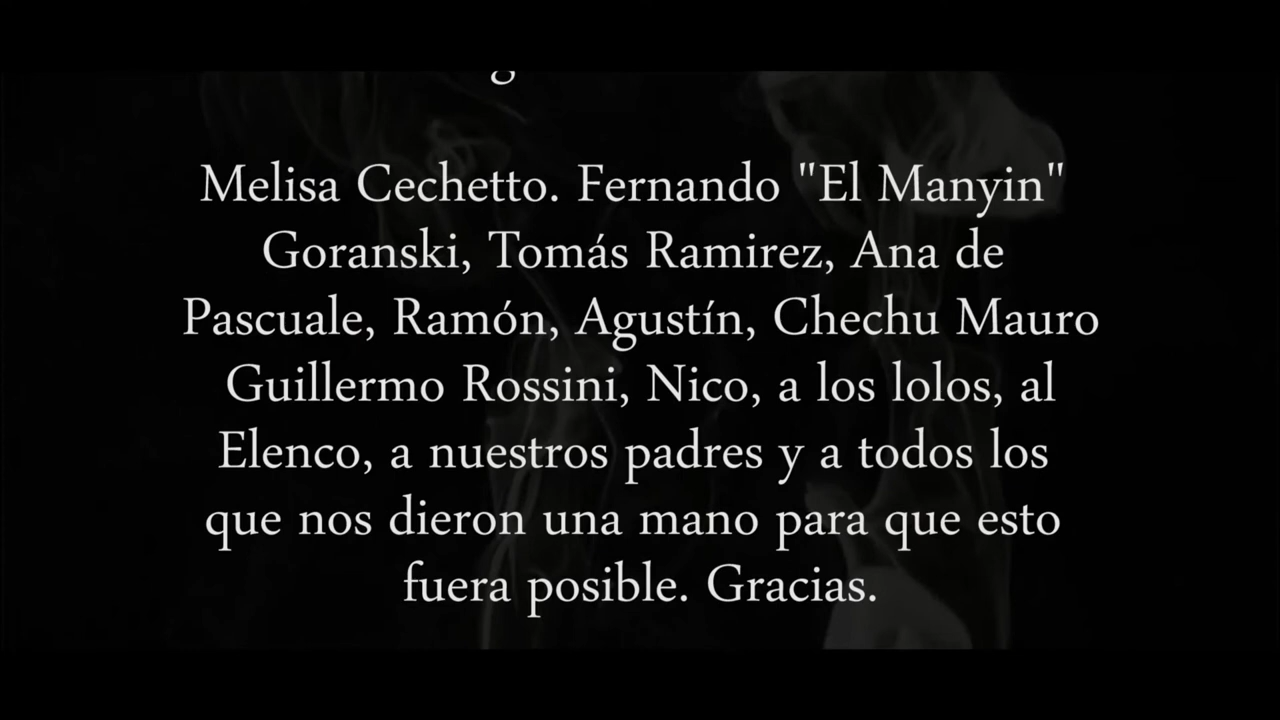 Melisa Cechetto. Fernando "El Manyin"
Goranski, Tomás Ramirez, Ana de
Pascuale, Ramón, Agustín, Chechu Mauro
Guillermo Rossini, Nico, a los lolos, al
Elenco, a nuestros padres y a todos los
que nos dieron una mano para que esto
fuera posible. Gracias.